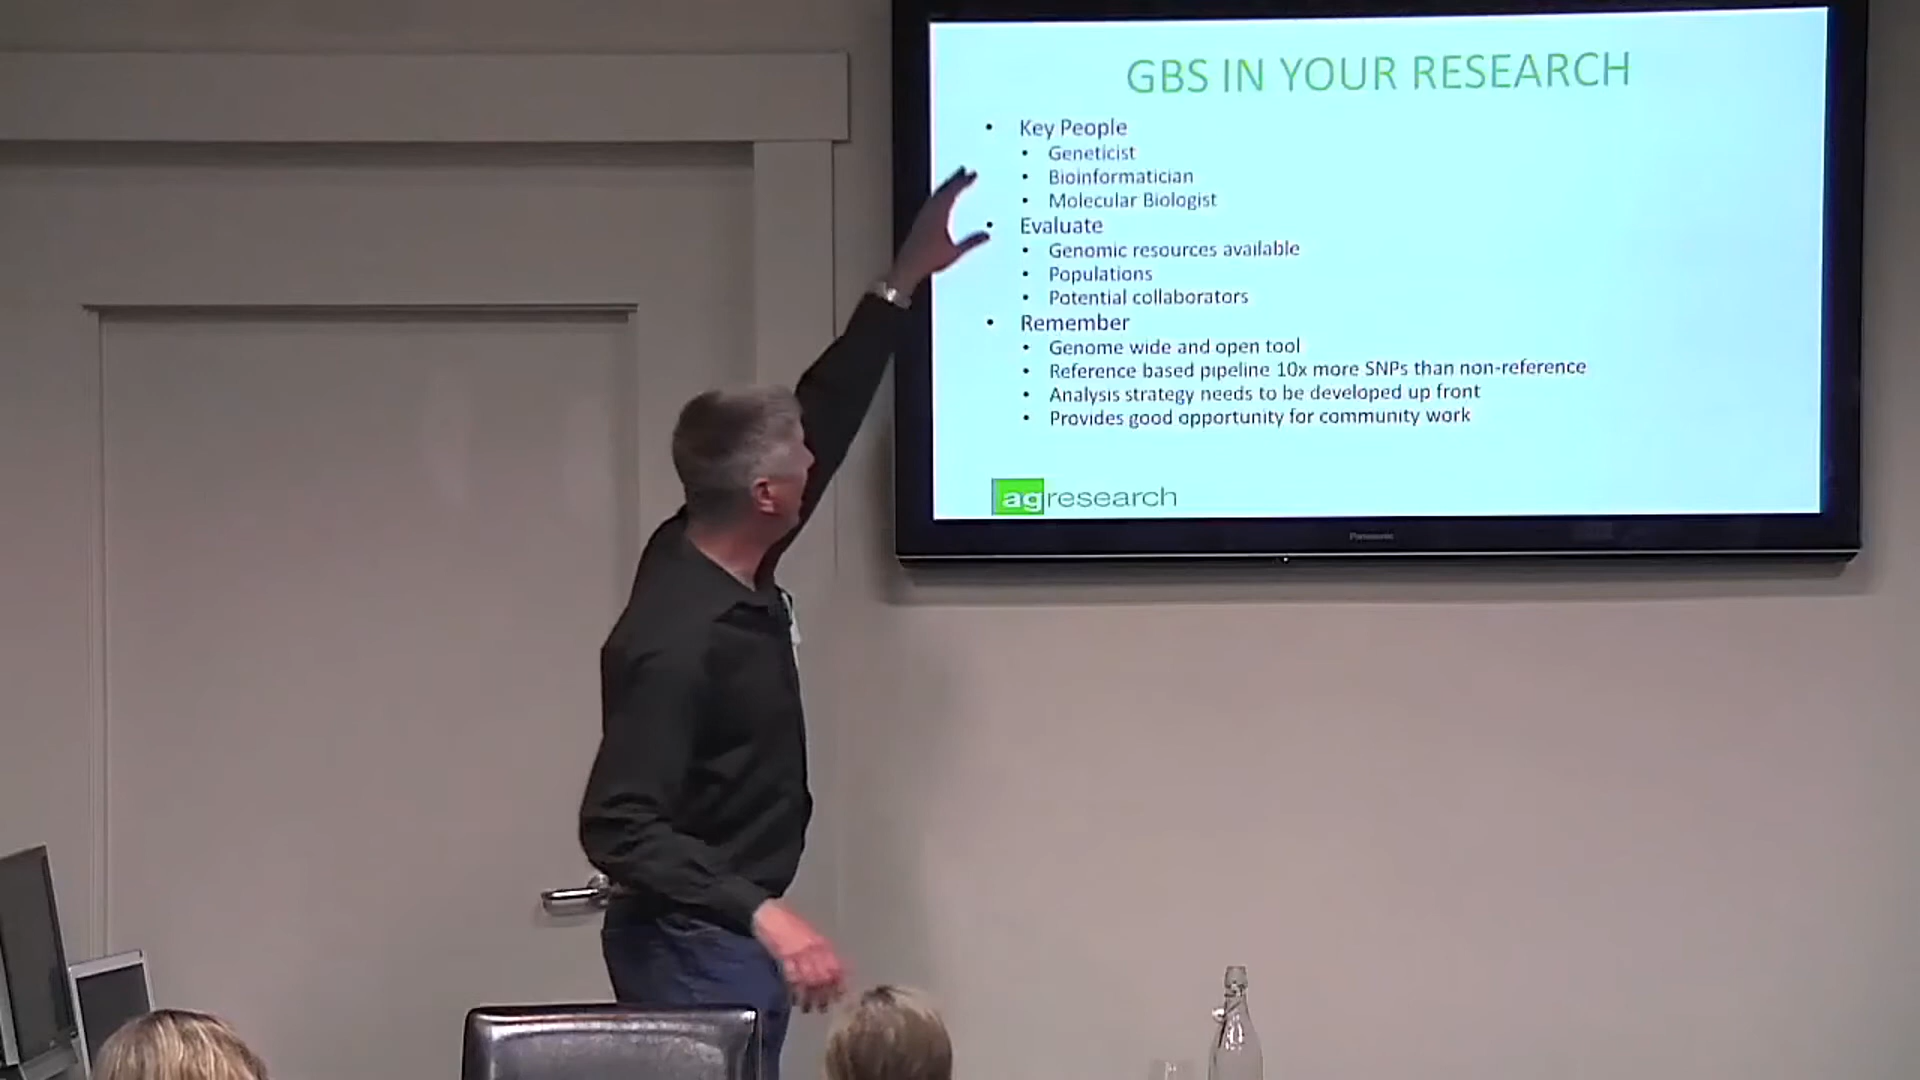 GBS IN YOUR RESEARCH
• Key People
• Geneticist
• Bioinformatician
• Molecular Biologist
• Evaluate
• Genomic resources available
• Populations
• Potential collaborators
• Remember
• Genome wide and open tool
• Reference based pipeline 10x more SNPs than non-reference
• Analysis strategy needs to be developed up front
• Provides good opportunity for community work
agresearch
Panasonic